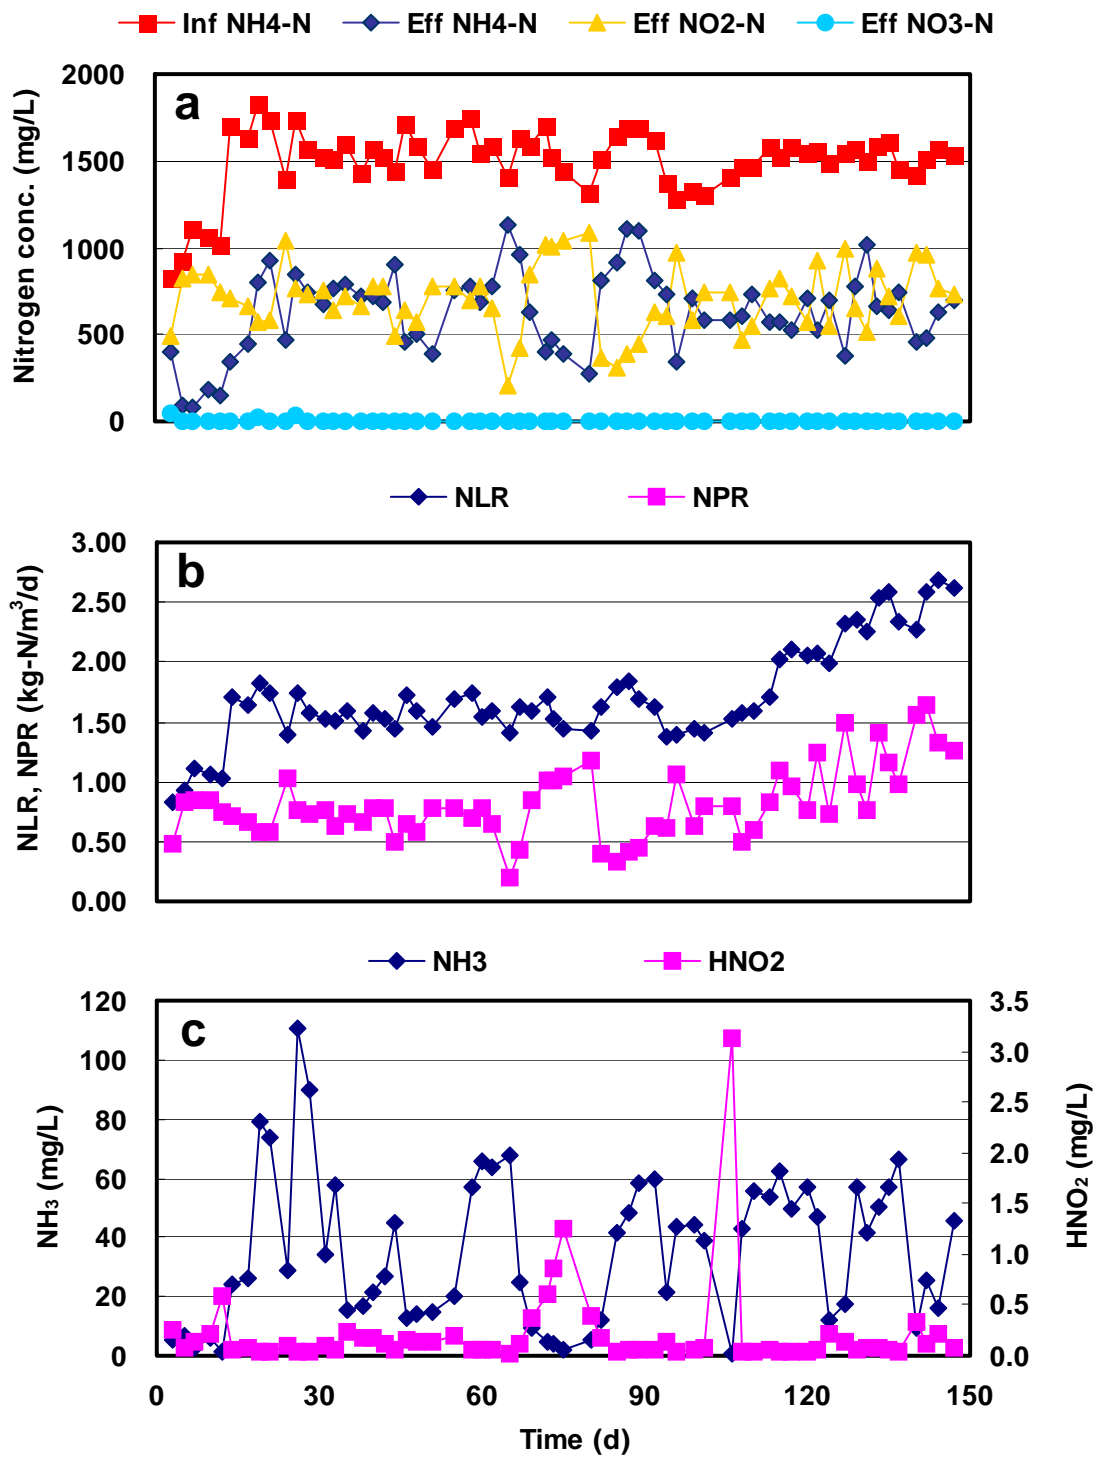 Inf NH4-N Eff NH4-N Eff NO2-N Eff NO3-N
a
Nitrogen conc. (mg/L)
2000
1500
1000
500
0
NLR NPR
b
NLR, NPR (kg-N/m³/d)
3.00
2.50
2.00
1.50
1.00
0.50
0.00
NH3 HNO2
c
NH₃ (mg/L)
120
100
80
60
40
20
0
3.5
3.0
2.5
2.0
1.5
1.0
0.5
0.0
HNO₂ (mg/L)
0 30 60 90 120 150
Time (d)